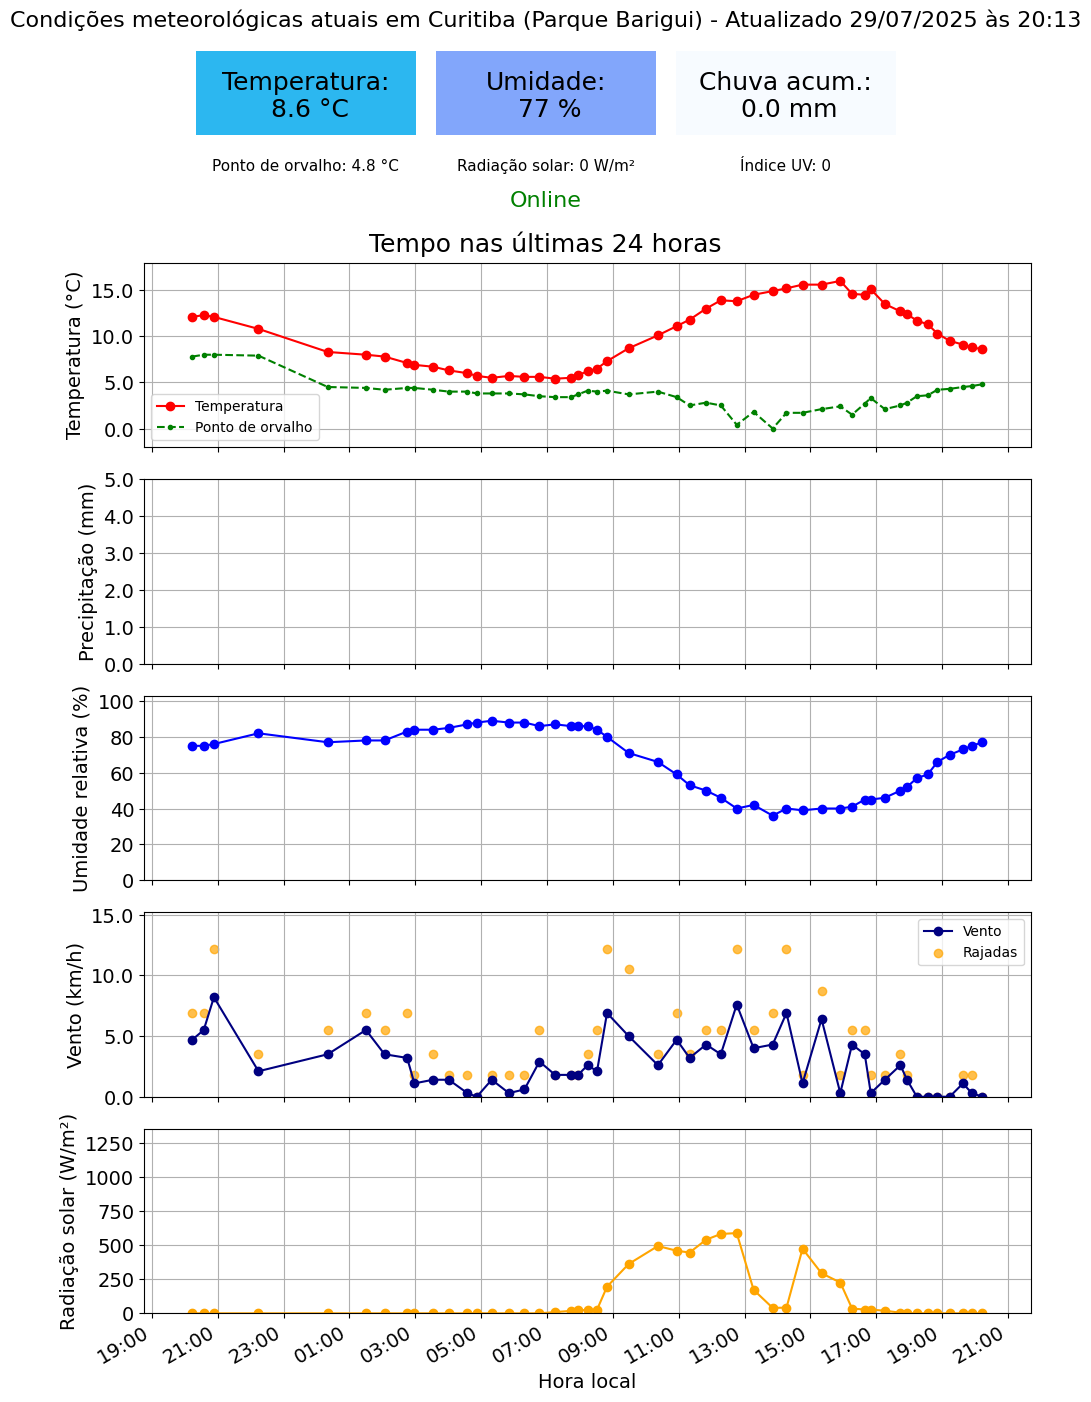 Condições meteorológicas atuais em Curitiba (Parque Barigui) - Atualizado 29/07/2025 às 20:13
Temperatura:
8.6 °C
Umidade:
77 %
Chuva acum.:
0.0 mm
Ponto de orvalho: 4.8 °C
Radiação solar: 0 W/m²
Índice UV: 0
Online
Tempo nas últimas 24 horas
Temperatura (°C)
15.0
10.0
5.0
0.0
Temperatura
Ponto de orvalho
Precipitação (mm)
5.0
4.0
3.0
2.0
1.0
0.0
Umidade relativa (%)
100
80
60
40
20
0
Vento (km/h)
15.0
10.0
5.0
0.0
Vento
Rajadas
Radiação solar (W/m²)
1250
1000
750
500
250
0
19:00
21:00
23:00
01:00
03:00
05:00
07:00
09:00
11:00
13:00
15:00
17:00
19:00
21:00
Hora local